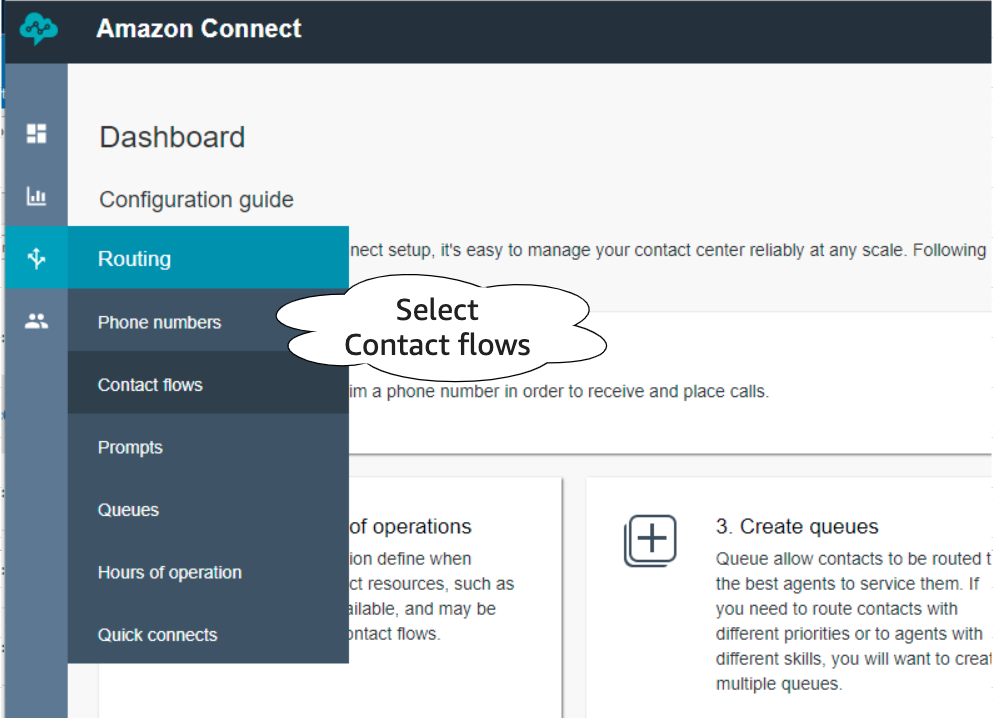 Amazon Connect
Dashboard
Configuration guide
Routing
nect setup, it's easy to manage your contact center reliably at any scale. Following
Phone numbers
Select
Contact flows
Contact flows
im a phone number in order to receive and place calls.
Prompts
Queues
Hours of operation
Quick connects
of operations
ion define when
ct resources, such as
ailable, and may be
ontact flows.
3. Create queues
Queue allow contacts to be routed t
the best agents to service them. If
you need to route contacts with
different priorities or to agents with
different skills, you will want to creat
multiple queues.